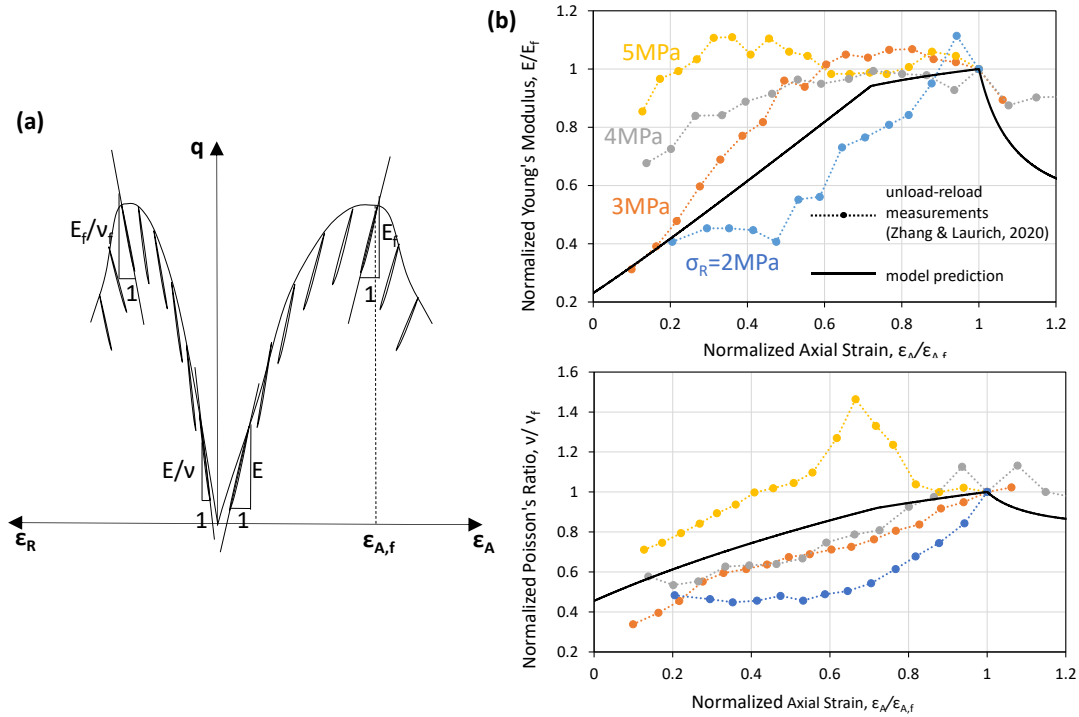 (a)
q
E_f/ν_f
1
E_f
1
E/ν
1
E
1
ε_R
ε_A,f
ε_A
(b)
Normalized Young's Modulus, E/E_f
1.2
1
0.8
0.6
0.4
0.2
5MPa
4MPa
3MPa
σ_R=2MPa
unload-reload
measurements
(Zhang & Laurich, 2020)
model prediction
0 0.2 0.4 0.6 0.8 1 1.2
Normalized Axial Strain, ε_A/ε_A,f
Normalized Poisson's Ratio, ν/ ν_f
1.6
1.4
1.2
1
0.8
0.6
0.4
0.2
0 0.2 0.4 0.6 0.8 1 1.2
Normalized Axial Strain, ε_A/ε_A,f